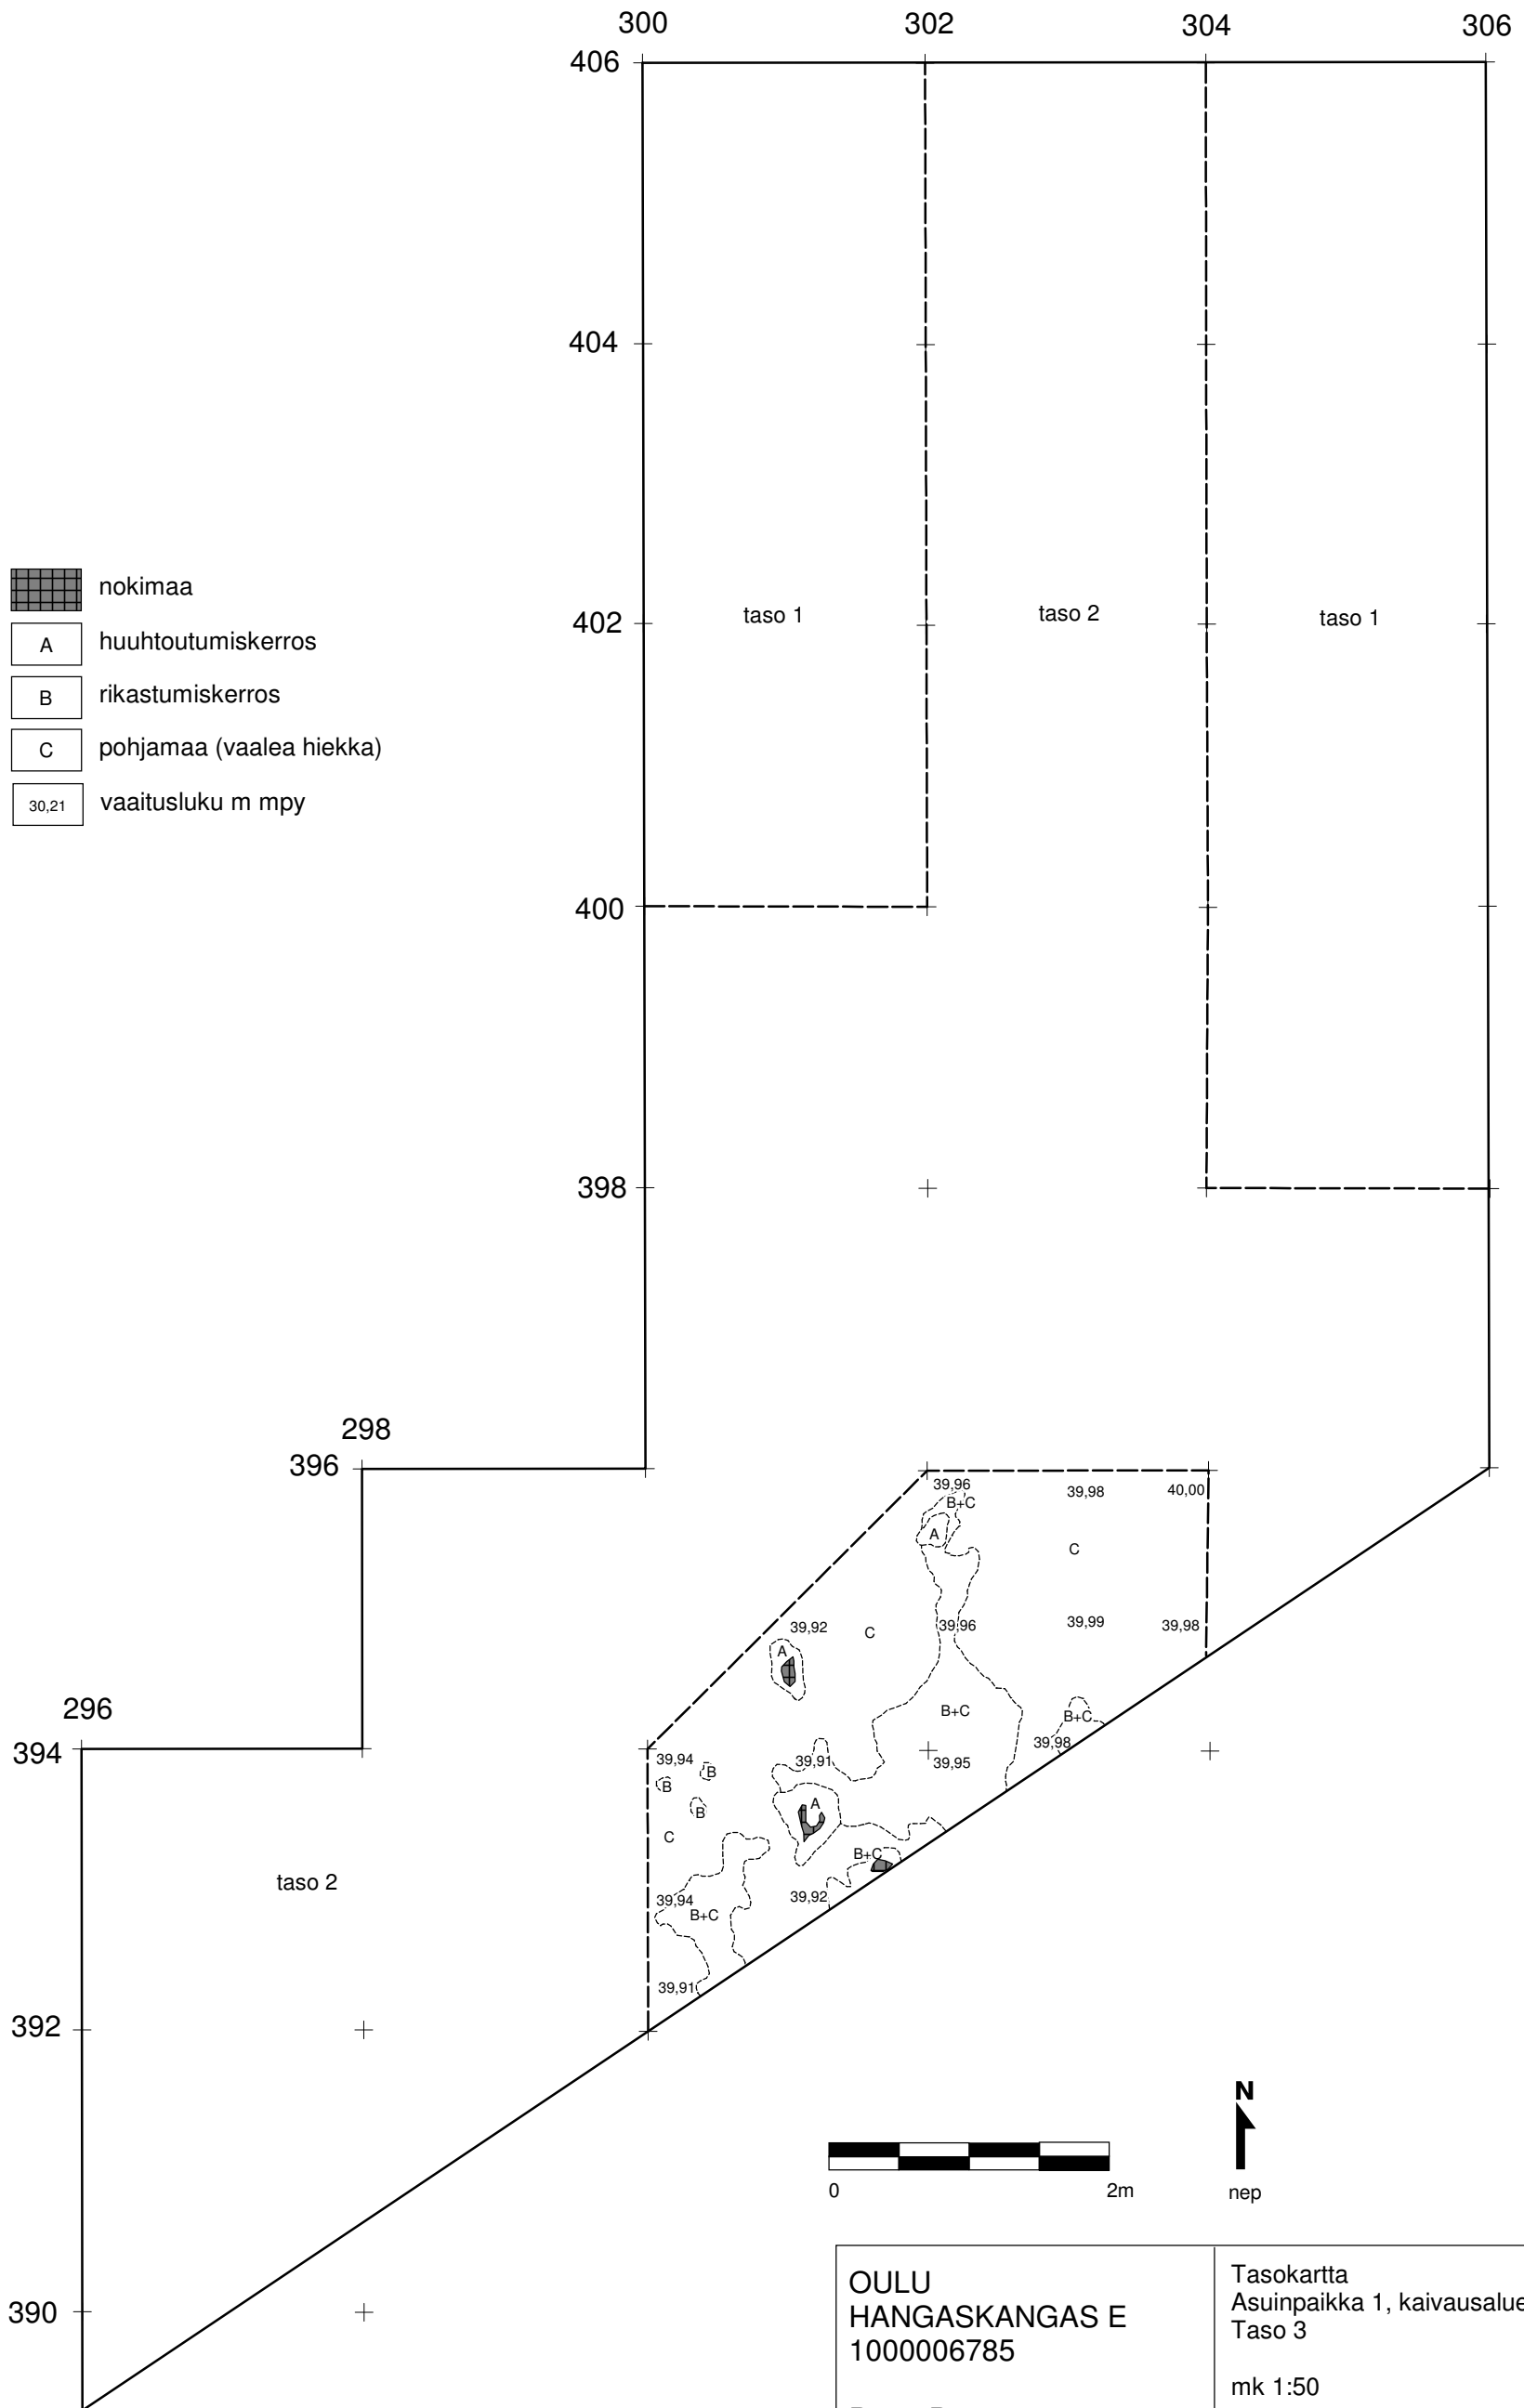 300 302 304 306
406
404
nokimaa
402
taso 1 taso 2 taso 1
A huuhtoutumiskerros
B rikastumiskerros
C pohjamaa (vaalea hiekka)
30,21 vaaitusluku m mpy
400
398
298
396
39,96 39,98 40,00
B+C
A
C
39,92 C 39,96 39,99 39,98
A
296
B+C B+C
394
39,94 39,91 39,95 39,98
B
B
B A
C
B+C
taso 2
39,94 39,92
B+C
39,91
392
N
0 2m
nep
390
OULU
HANGASKANGAS E
1000006785
Tasokartta
Asuinpaikka 1, kaivausalue
Taso 3
mk 1:50